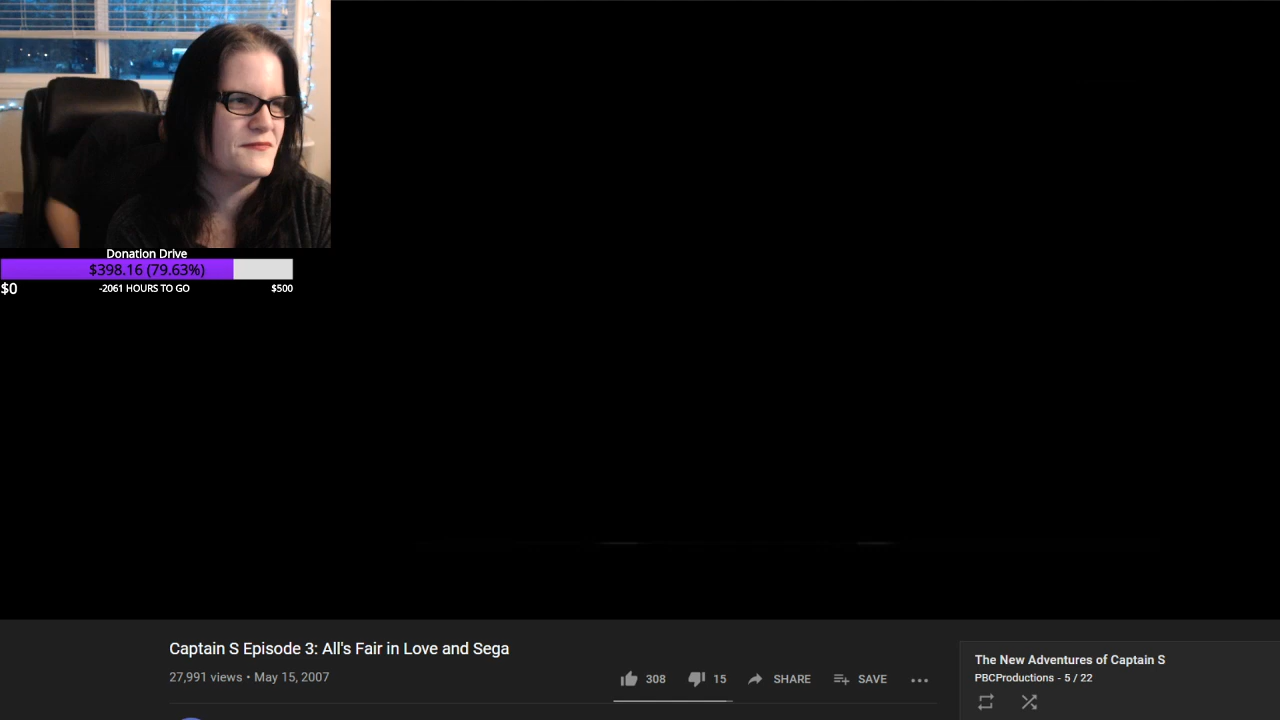 Donation Drive
$398.16 (79.63%)
$0
-2061 HOURS TO GO
$500
Captain S Episode 3: All's Fair in Love and Sega
27,991 views • May 15, 2007
308
15
SHARE
SAVE
The New Adventures of Captain S
PBCProductions - 5 / 22